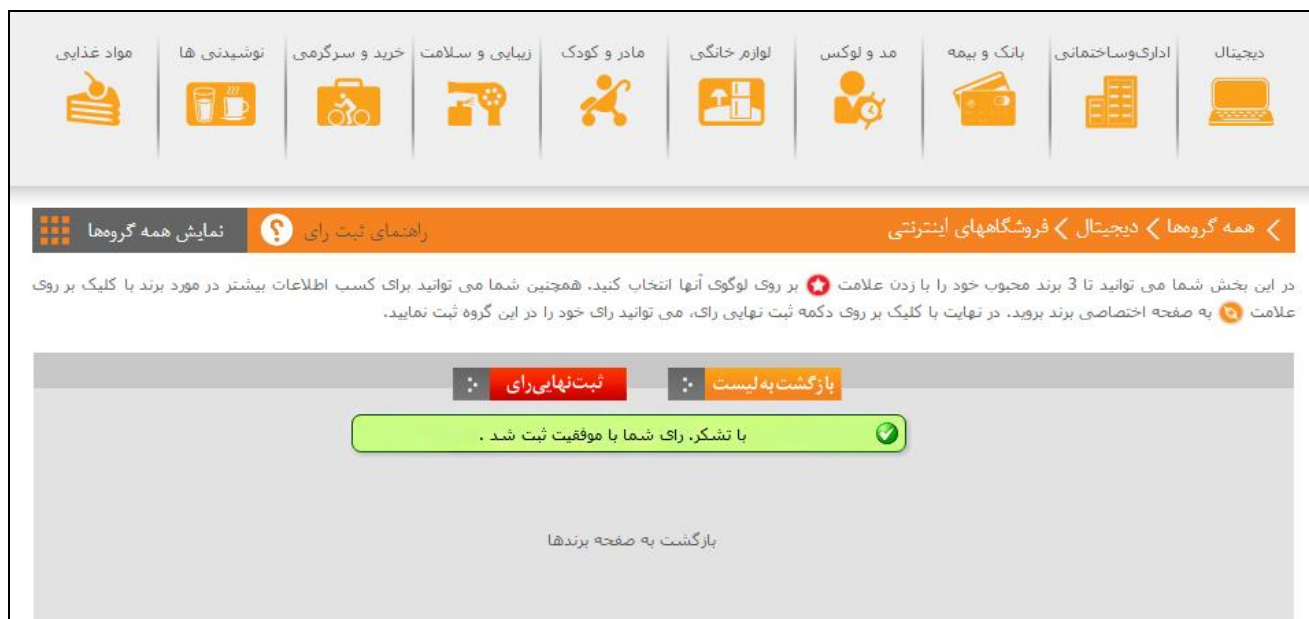 دیجیتال
اداری‌وساختمانی
بانک و بیمه
مد و لوکس
لوازم خانگی
مادر و کودک
زیبایی و سلامت
خرید و سرگرمی
نوشیدنی ها
مواد غذایی
همه گروهها > دیجیتال > فروشگاههای اینترنتی
راهنمای ثبت رای
نمایش همه گروهها
در این بخش شما می توانید تا 3 برند محبوب خود را با زدن علامت بر روی لوگوی آنها انتخاب کنید. همچنین شما می توانید برای کسب اطلاعات بیشتر در مورد برند با کلیک بر روی
علامت به صفحه اختصاصی برند بروید. در نهایت با کلیک بر روی دکمه ثبت نهایی رای، می توانید رای خود را در این گروه ثبت نمایید.
بازگشت‌به‌لیست
ثبت‌نهایی‌رای
با تشکر. رای شما با موفقیت ثبت شد .
بازگشت به صفحه برندها